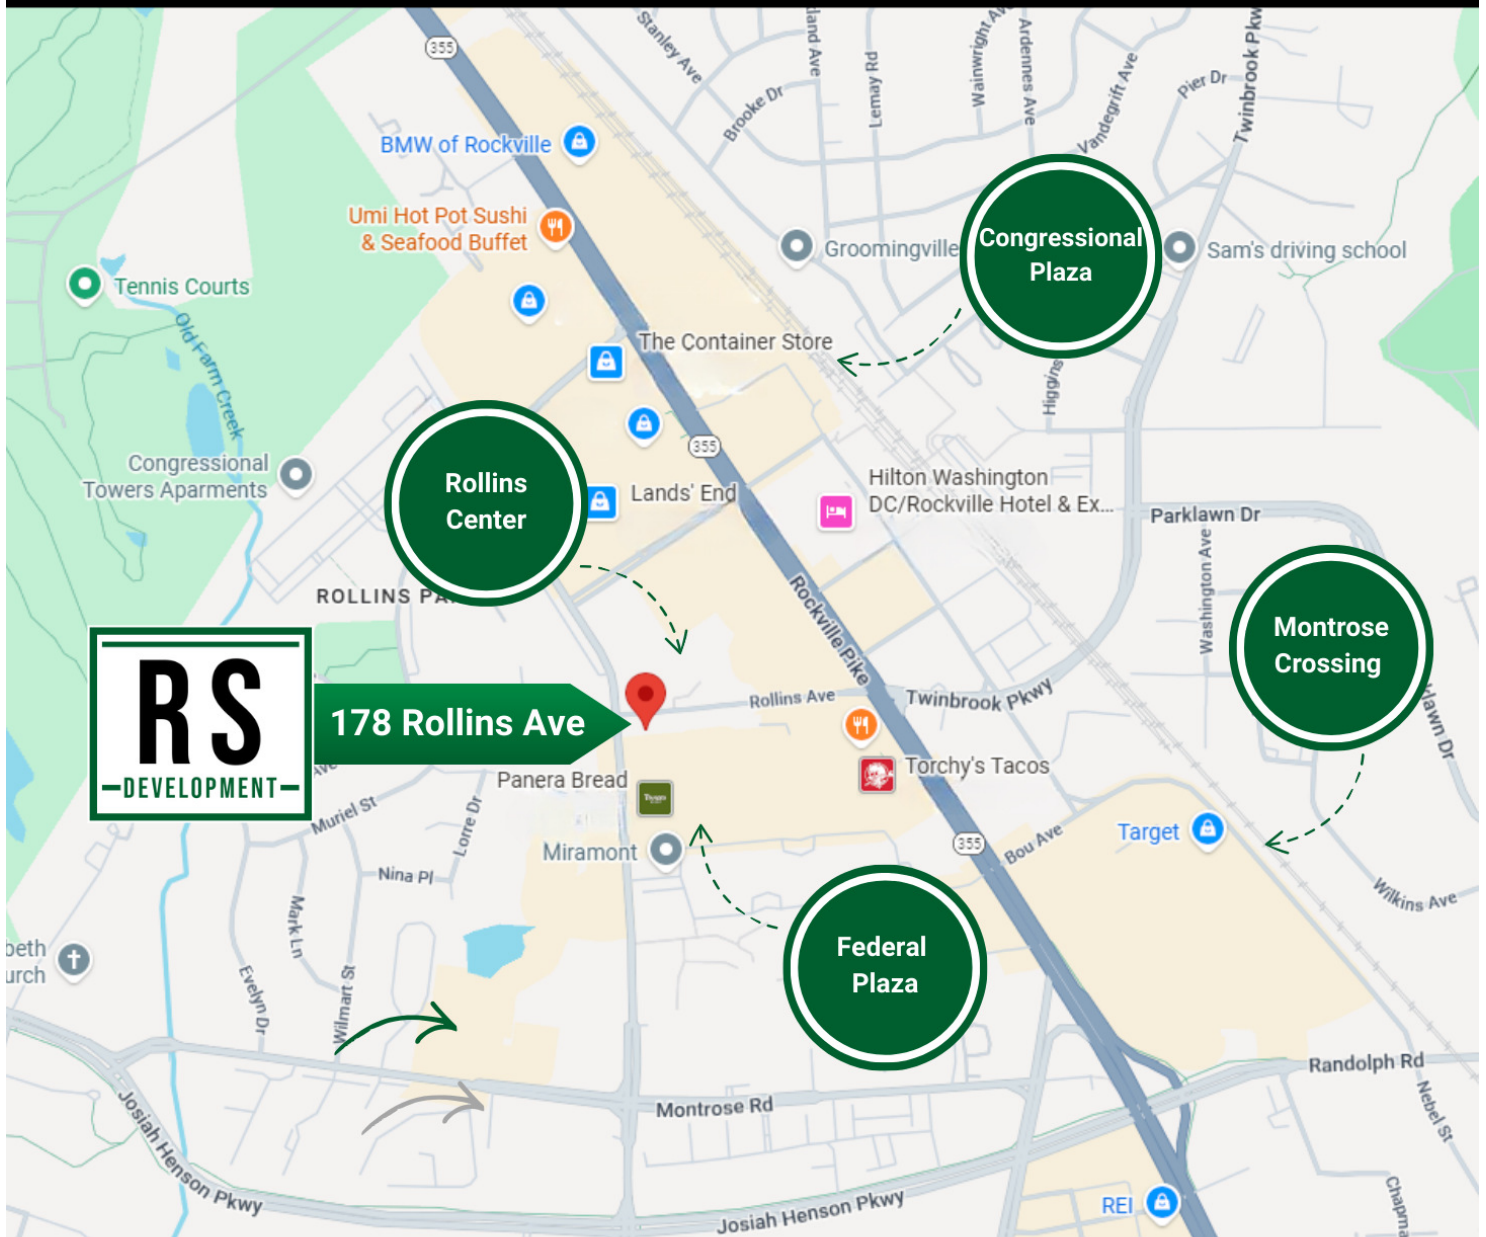 355
Stanley Ave
Brooke Dr
land Ave
Lemay Rd
Wainwright Av
Ardennes Ave
Vandegrift Ave
Pier Dr
Twinbrook Pkw
BMW of Rockville
Umi Hot Pot Sushi
& Seafood Buffet
Groomingville
Congressional
Plaza
Sam's driving school
Tennis Courts
Old Farm Creek
The Container Store
Higgins
355
Congressional
Towers Aparments
Rollins
Center
Lands' End
Hilton Washington
DC/Rockville Hotel & Ex...
Parklawn Dr
Washington Ave
ROLLINS PA
Rockville Pike
Montrose
Crossing
RS
DEVELOPMENT
178 Rollins Ave
Rollins Ave
Twinbrook Pkwy
klawn Dr
Ave
Panera Bread
Torchy's Tacos
Muriel St
Lorre Dr
Miramont
355
Bou Ave
Target
Nina Pl
Wilkins Ave
Mark Ln
beth
urch
Federal
Plaza
Evelyn Dr
Wilmart St
Randolph Rd
Montrose Rd
Nebel St
Josiah Henson Pkwy
Josiah Henson Pkwy
REI
Chapma